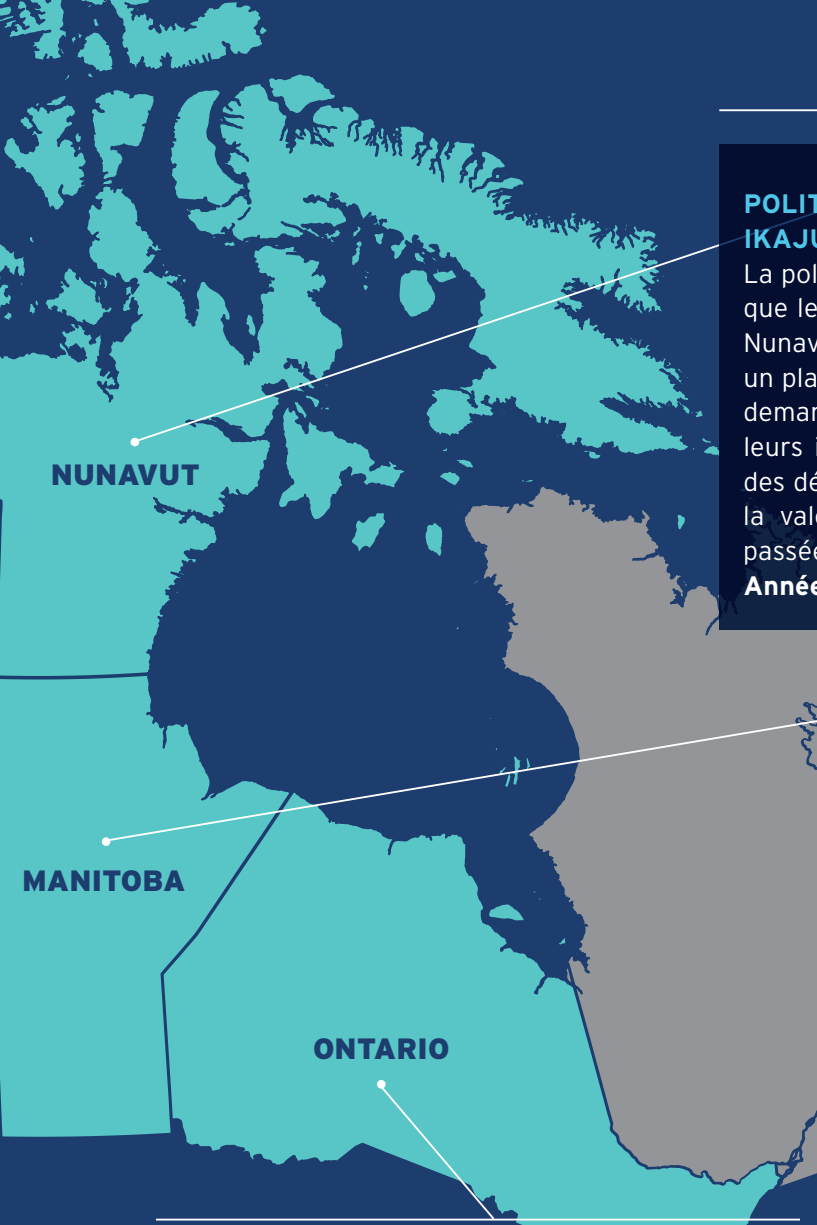 POLIT
IKAJU
La pol
que le
Nunav
un pla
demar
leurs i
des dé
la valo
passée
Année
NUNAVUT
MANITOBA
ONTARIO